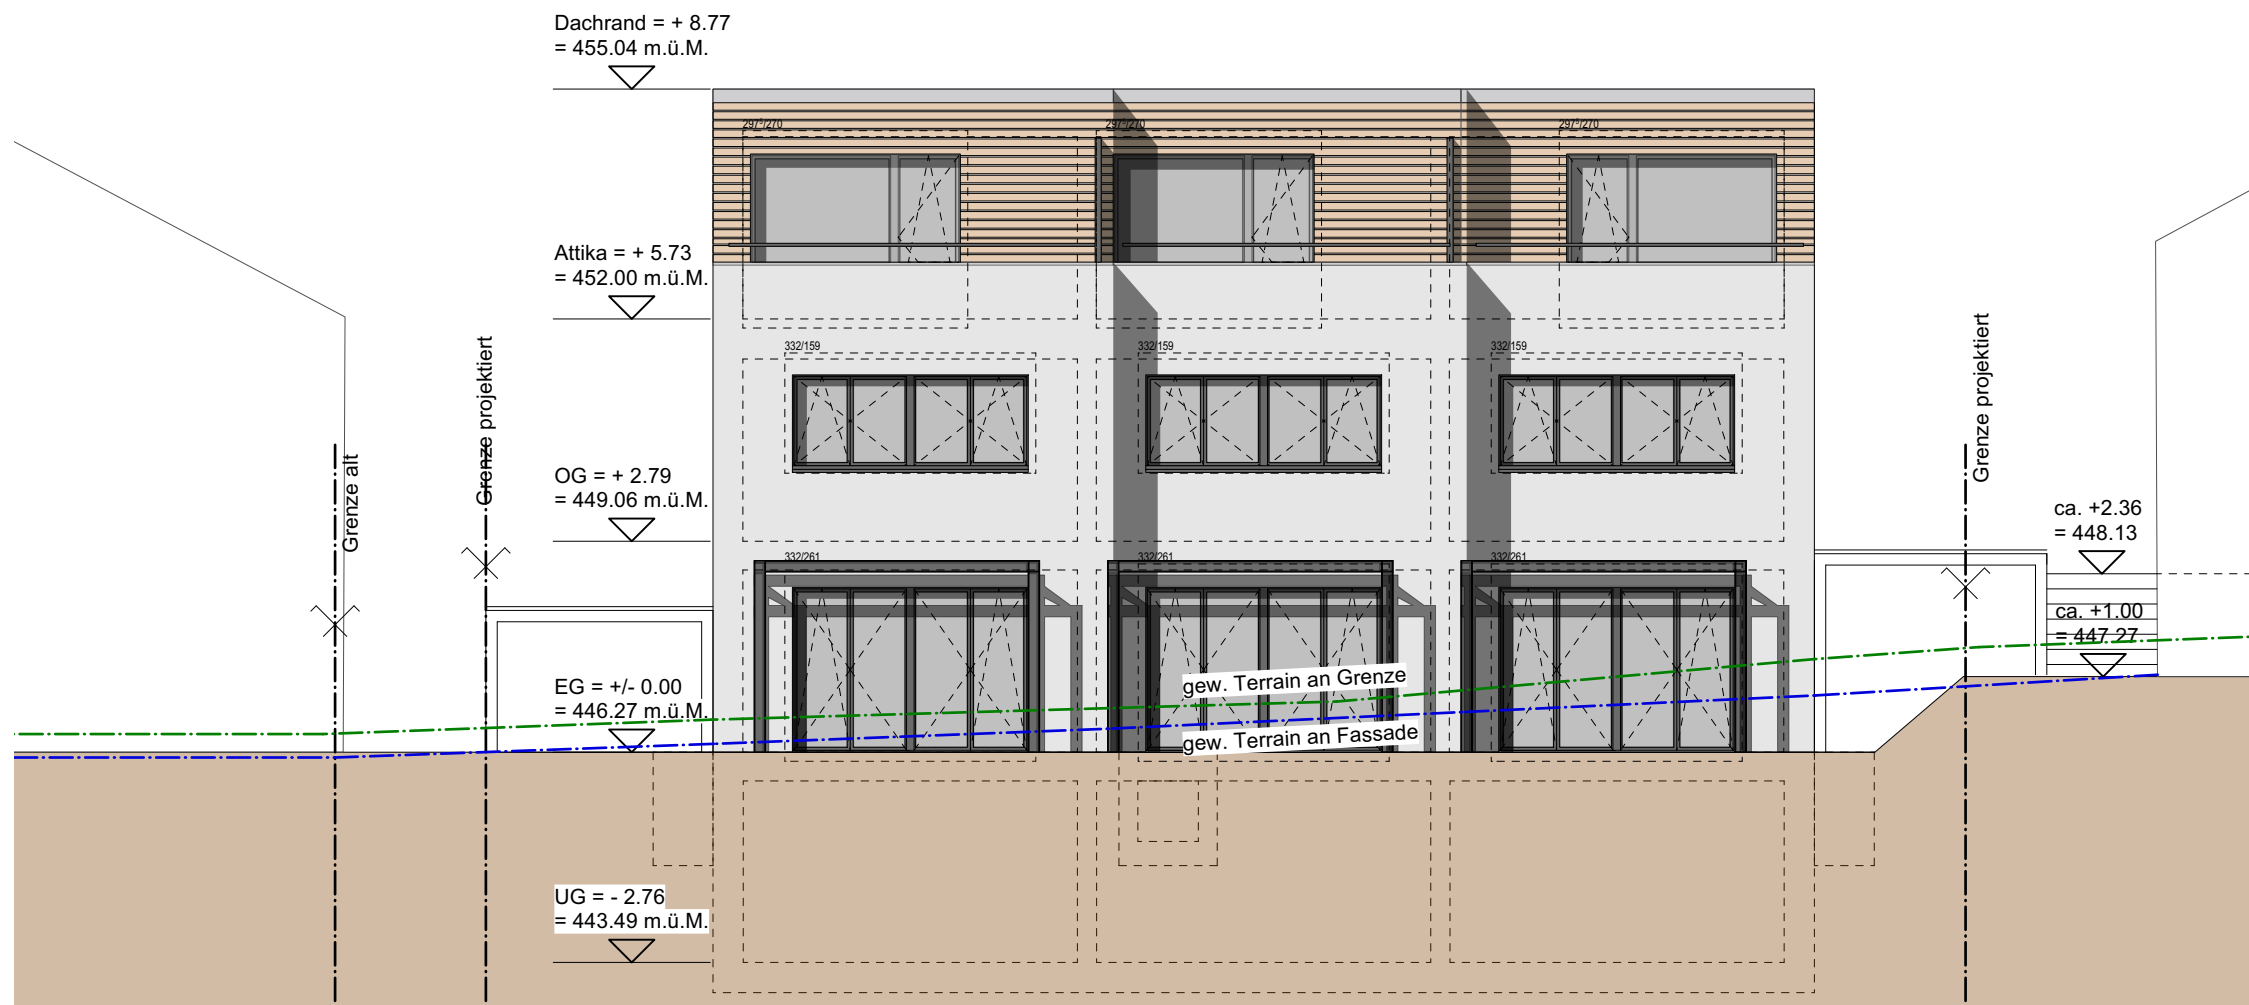 Dachrand = + 8.77
= 455.04 m.ü.M.
297⁵/270
297⁵/270
297⁵/270
Attika = + 5.73
= 452.00 m.ü.M.
Grenze projektiert
Grenze projektiert
332/159
332/159
332/159
Grenze alt
OG = + 2.79
= 449.06 m.ü.M.
ca. +2.36
= 448.13
332/261
332/261
332/261
ca. +1.00
= 447.27
gew. Terrain an Grenze
EG = +/- 0.00
= 446.27 m.ü.M.
gew. Terrain an Fassade
UG = - 2.76
= 443.49 m.ü.M.